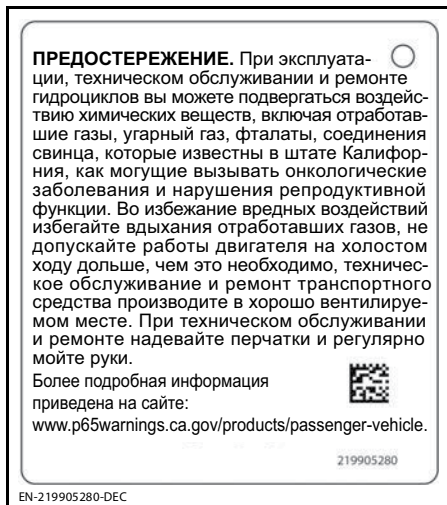 ПРЕДОСТЕРЕЖЕНИЕ. При эксплуата-
ции, техническом обслуживании и ремонте
гидроциклов вы можете подвергаться воздейс-
твию химических веществ, включая отработав-
шие газы, угарный газ, фталаты, соединения
свинца, которые известны в штате Калифор-
ния, как могущие вызывать онкологические
заболевания и нарушения репродуктивной
функции. Во избежание вредных воздействий
избегайте вдыхания отработавших газов, не
допускайте работы двигателя на холостом
ходу дольше, чем это необходимо, техничес-
кое обслуживание и ремонт транспортного
средства производите в хорошо вентилируе-
мом месте. При техническом обслуживании
и ремонте надевайте перчатки и регулярно
мойте руки.
Более подробная информация
приведена на сайте:
www.p65warnings.ca.gov/products/passenger-vehicle.
219905280
EN-219905280-DEC